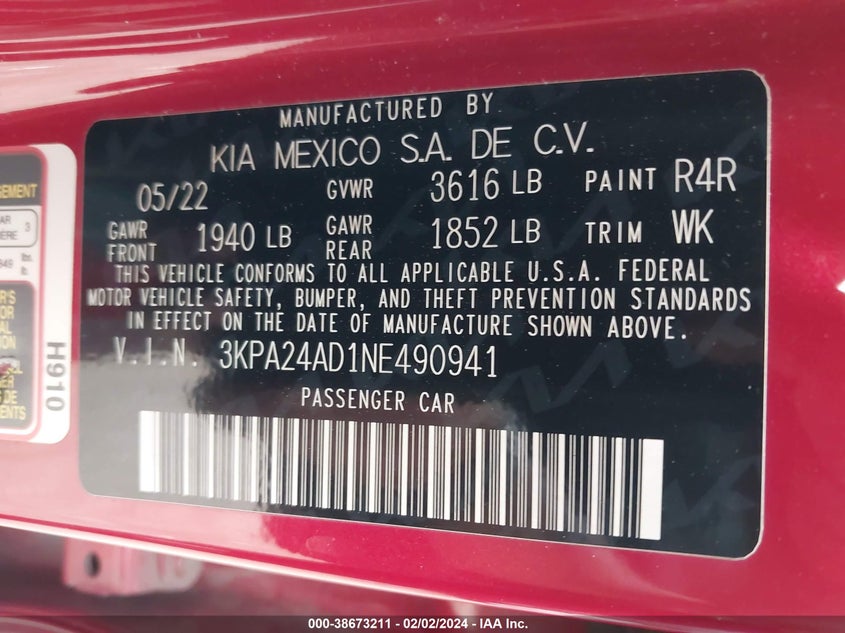 MANUFACTURED BY
KIA MEXICO S.A. DE C.V.
05/22 GVWR 3616 LB PAINT R4R
GAWR FRONT 1940 LB GAWR REAR 1852 LB TRIM WK
THIS VEHICLE CONFORMS TO ALL APPLICABLE U.S.A. FEDERAL
MOTOR VEHICLE SAFETY, BUMPER, AND THEFT PREVENTION STANDARDS
IN EFFECT ON THE DATE OF MANUFACTURE SHOWN ABOVE.
V.I.N. 3KPA24AD1NE490941
PASSENGER CAR
3
lbs.
H910
000-38673211 - 02/02/2024 - IAA Inc.